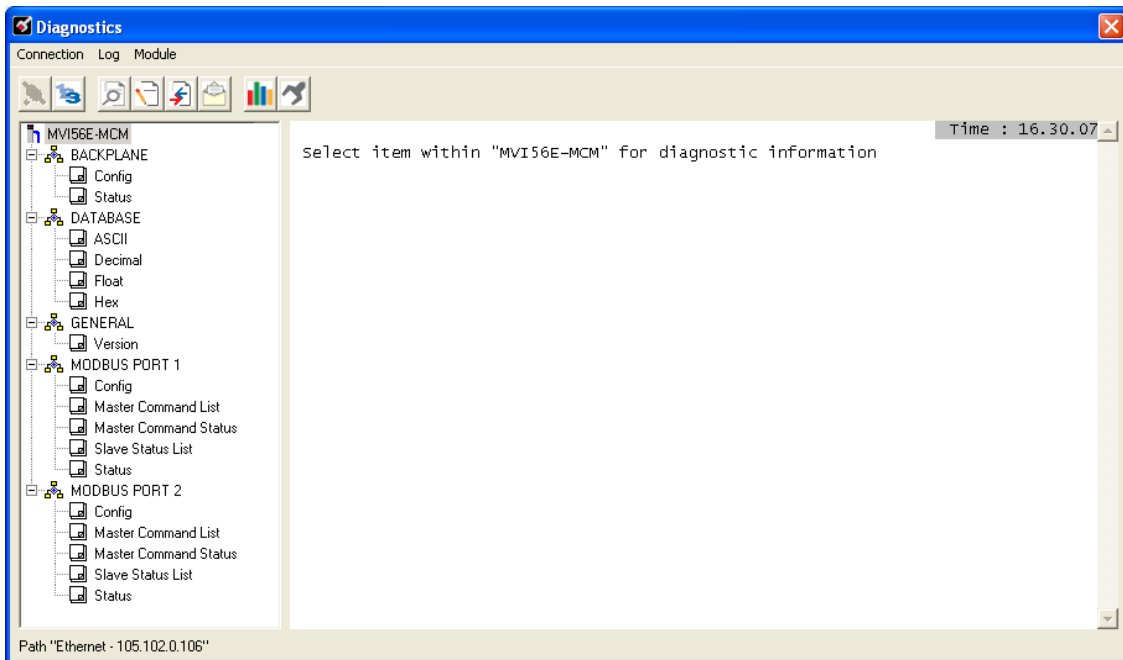 Diagnostics
Connection Log Module
MVI56E-MCM
BACKPLANE
Config
Status
DATABASE
ASCII
Decimal
Float
Hex
GENERAL
Version
MODBUS PORT 1
Config
Master Command List
Master Command Status
Slave Status List
Status
MODBUS PORT 2
Config
Master Command List
Master Command Status
Slave Status List
Status
Time : 16.30.07
Select item within "MVI56E-MCM" for diagnostic information
Path "Ethernet - 105.102.0.106"